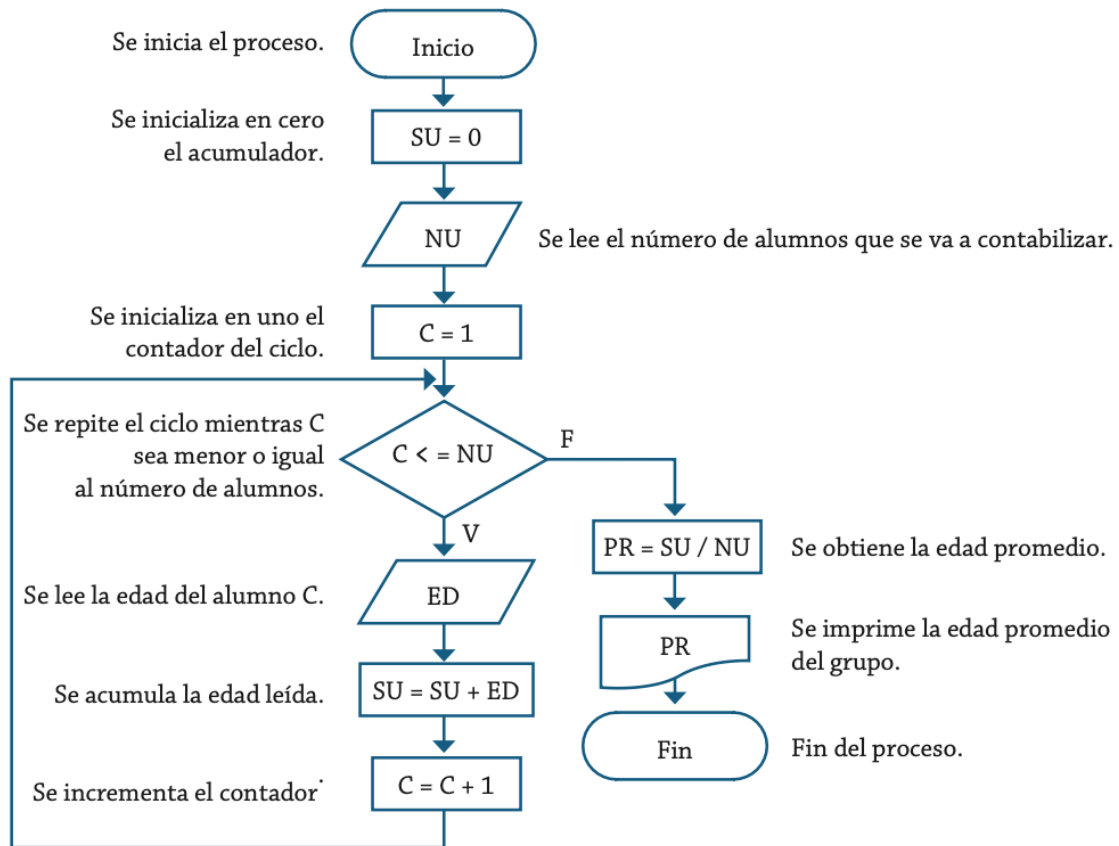 Se inicia el proceso.
Inicio
Se inicializa en cero
el acumulador.
SU = 0
NU
Se lee el número de alumnos que se va a contabilizar.
Se inicializa en uno el
contador del ciclo.
C = 1
Se repite el ciclo mientras C
sea menor o igual
al número de alumnos.
C < = NU
F
V
Se lee la edad del alumno C.
ED
Se acumula la edad leída.
SU = SU + ED
Se incrementa el contador
C = C + 1
PR = SU / NU
Se obtiene la edad promedio.
PR
Se imprime la edad promedio
del grupo.
Fin
Fin del proceso.